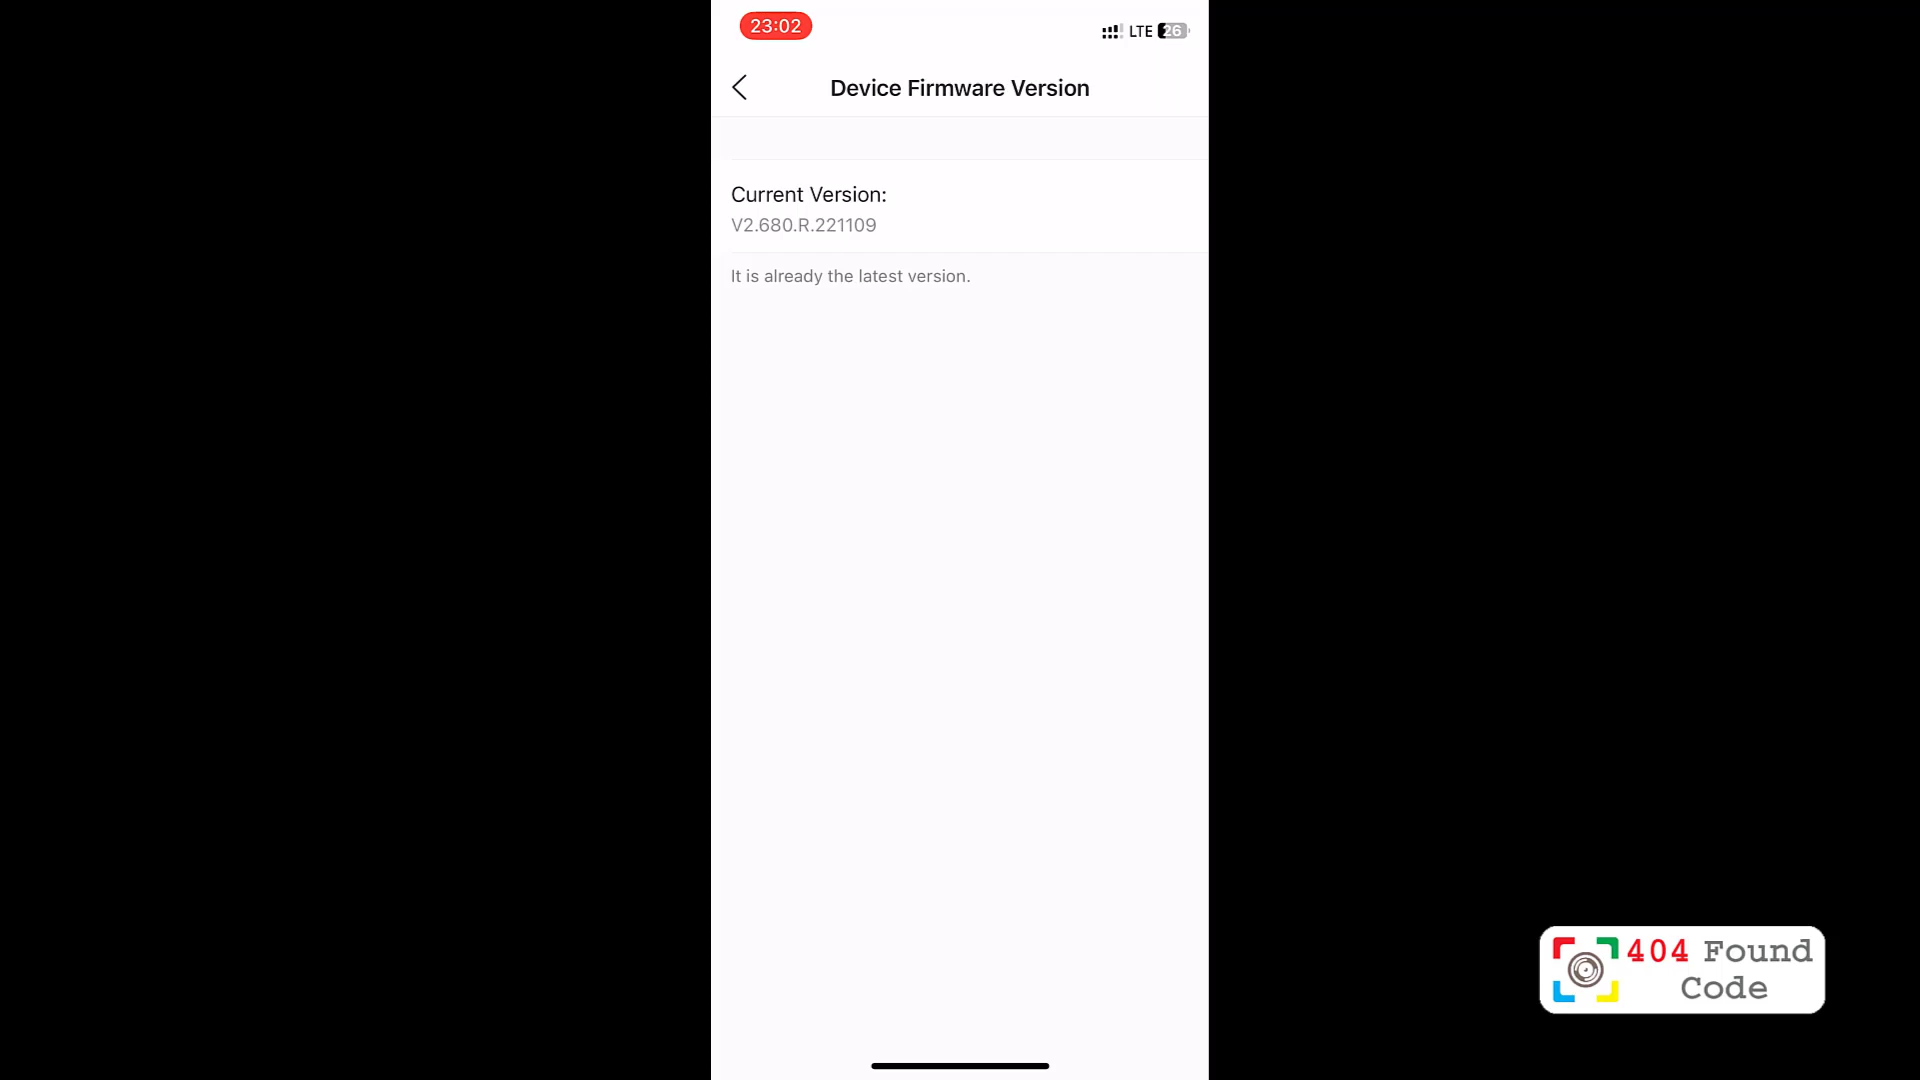 23:02
LTE 26
Device Firmware Version
Current Version:
V2.680.R.221109
It is already the latest version.
404 Found
Code